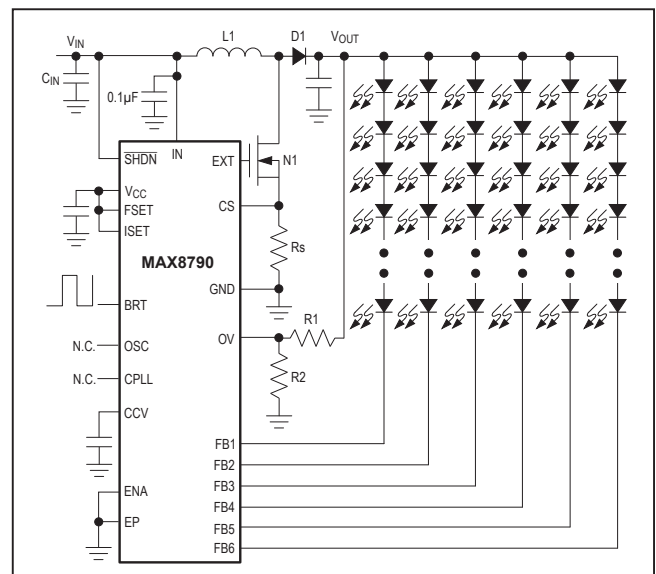 VIN
L1
D1
VOUT
CIN
0.1µF
SHDN
IN
EXT
N1
VCC
FSET
ISET
CS
Rs
MAX8790
GND
BRT
R1
OV
N.C.
OSC
R2
N.C.
CPLL
CCV
FB1
FB2
ENA
FB3
FB4
EP
FB5
FB6